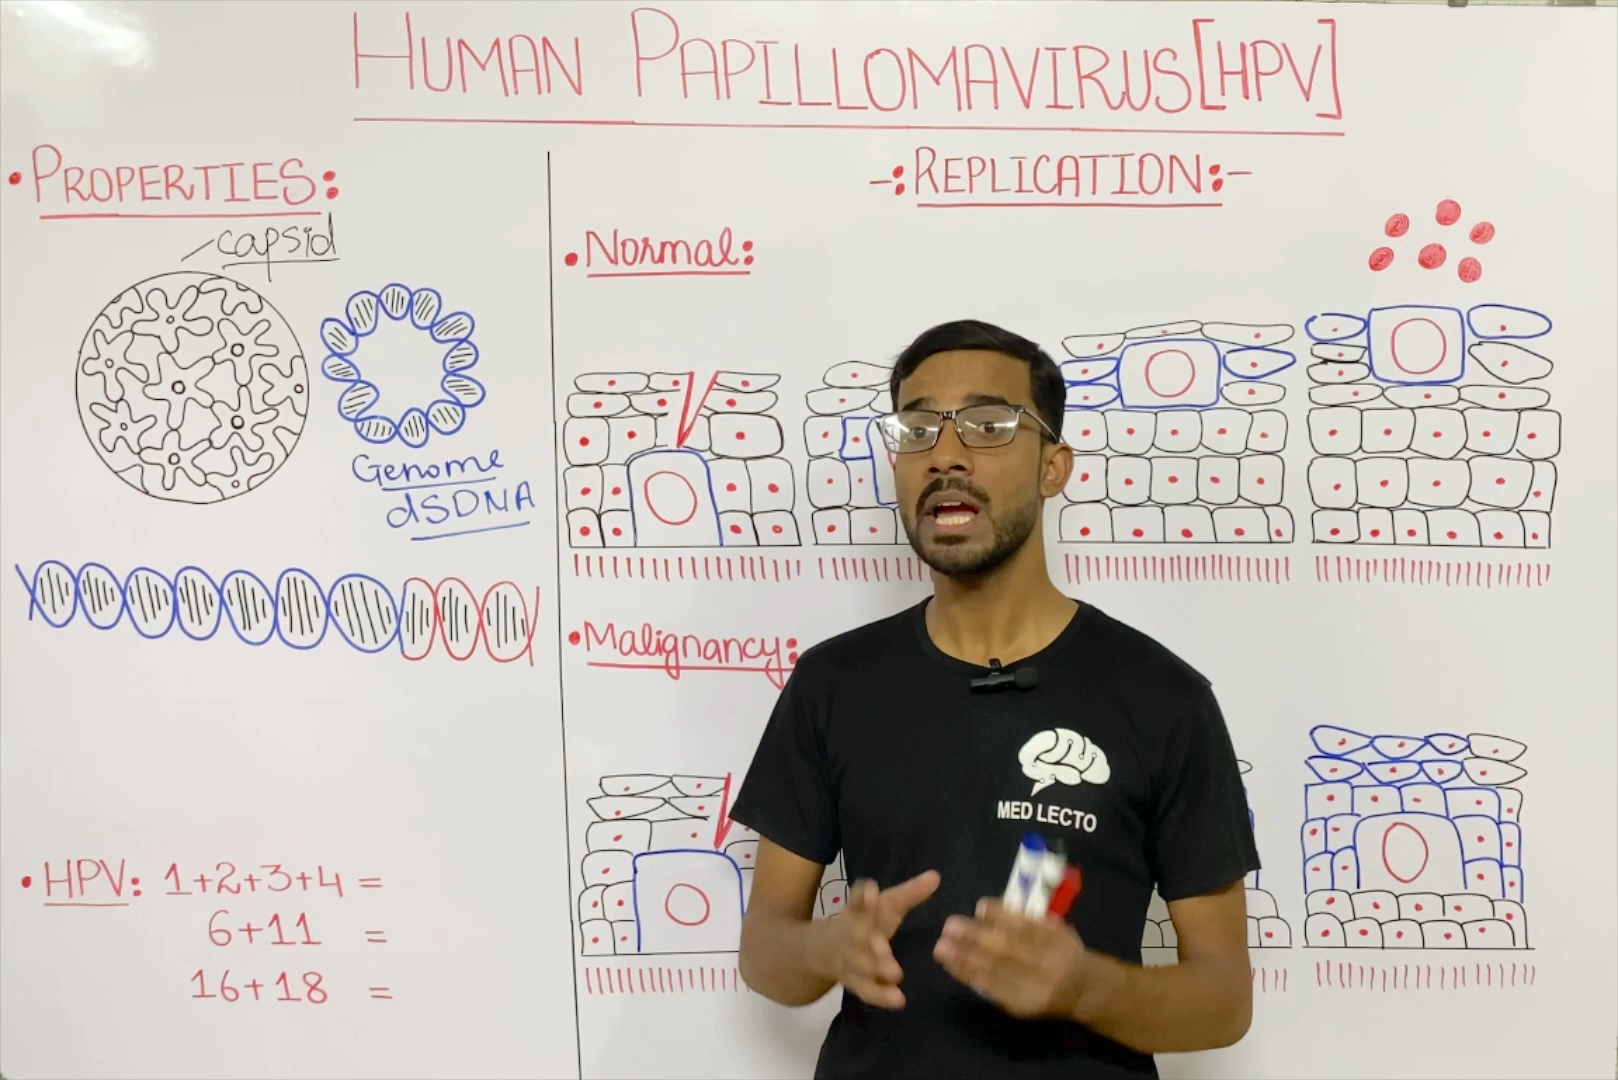 HUMAN PAPILLOMAVIRUS[HPV]
• PROPERTIES:
capsid
Genome
dSDNA
• HPV: 1+2+3+4 =
6+11 =
16+18 =
-:REPLICATION:-
• Normal:
• Malignancy:
MED LECTO